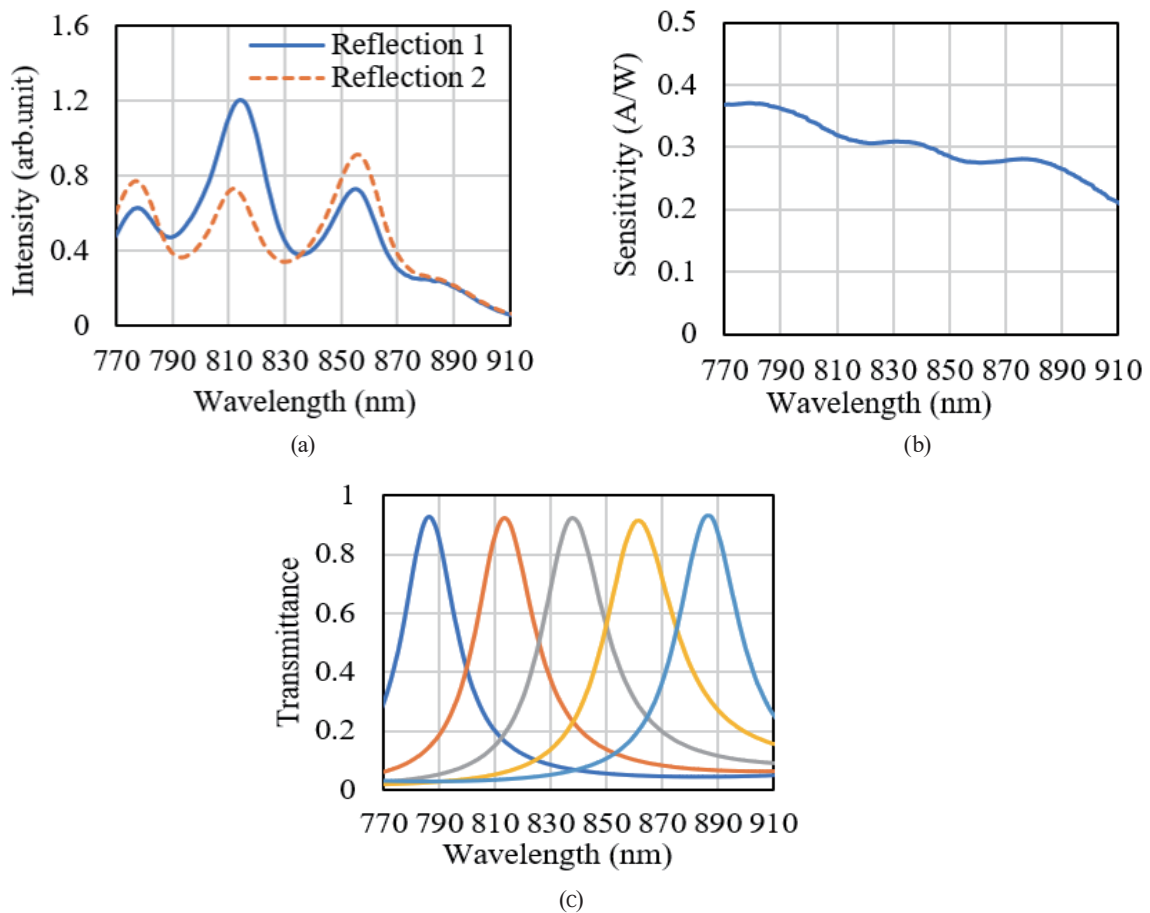 1.6
1.2
0.8
0.4
0
Intensity (arb.unit)
Reflection 1
Reflection 2
770 790 810 830 850 870 890 910
Wavelength (nm)
(a)
0.5
0.4
0.3
0.2
0.1
0
Sensitivity (A/W)
770 790 810 830 850 870 890 910
Wavelength (nm)
(b)
1
0.8
0.6
0.4
0.2
0
Transmittance
770 790 810 830 850 870 890 910
Wavelength (nm)
(c)